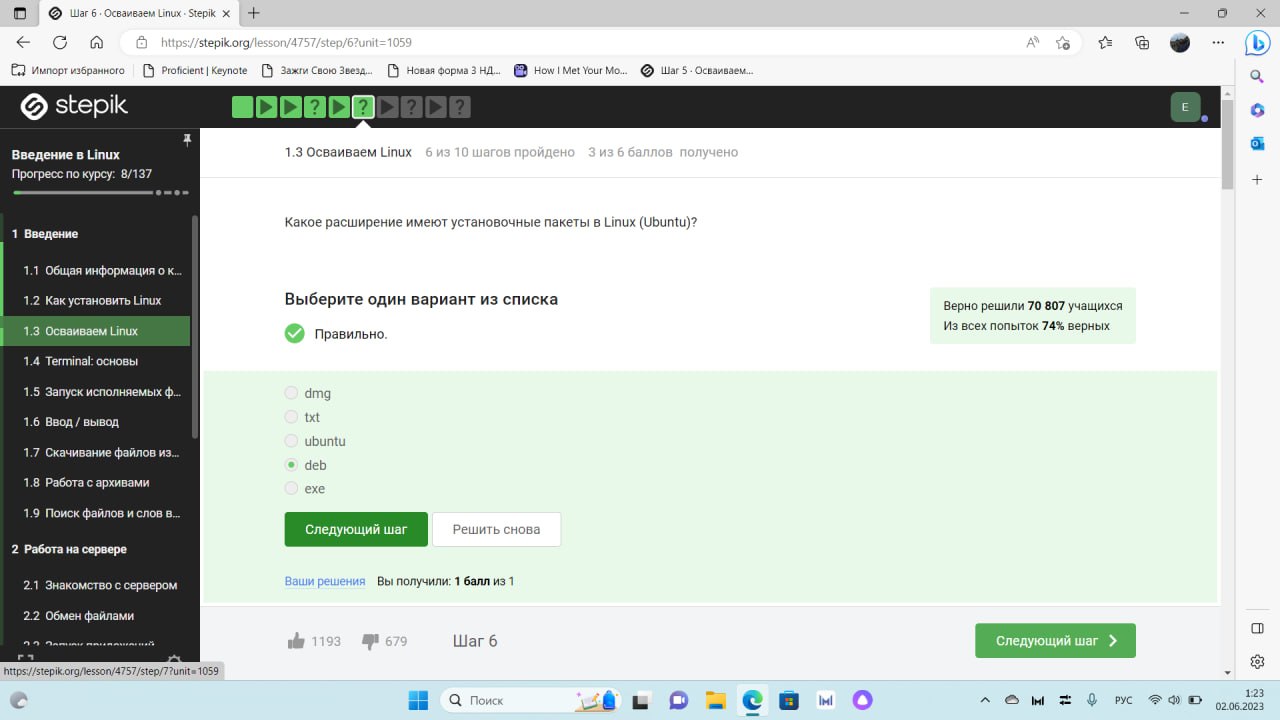 Шаг 6 · Введение в Linux · Stepik
https://stepik.org/lesson/4757/step/6?unit=1059
Импорт избранного
Proficient | Keynote
Зажги Свою Звезд...
Новая форма 3 НД...
How I Met Your Mo...
Шаг 5 · Осваиваем...
stepik
E
Введение в Linux
Прогресс по курсу: 8/137
1 Введение
1.1 Общая информация о к...
1.2 Как установить Linux
1.3 Осваиваем Linux
1.4 Terminal: основы
1.5 Запуск исполняемых ф...
1.6 Ввод / вывод
1.7 Скачивание файлов из...
1.8 Работа с архивами
1.9 Поиск файлов и слов в...
2 Работа на сервере
2.1 Знакомство с сервером
2.2 Обмен файлами
2.3 Запуск приложений
https://stepik.org/lesson/4757/step/7?unit=1059
1.3 Осваиваем Linux 6 из 10 шагов пройдено 3 из 6 баллов получено
Какое расширение имеют установочные пакеты в Linux (Ubuntu)?
Выберите один вариант из списка
Правильно.
Верно решили 70 807 учащихся
Из всех попыток 74% верных
dmg
txt
ubuntu
deb
exe
Следующий шаг
Решить снова
Ваши решения Вы получили: 1 балл из 1
1193
679
Шаг 6
Следующий шаг
Поиск
РУС
1:23
02.06.2023